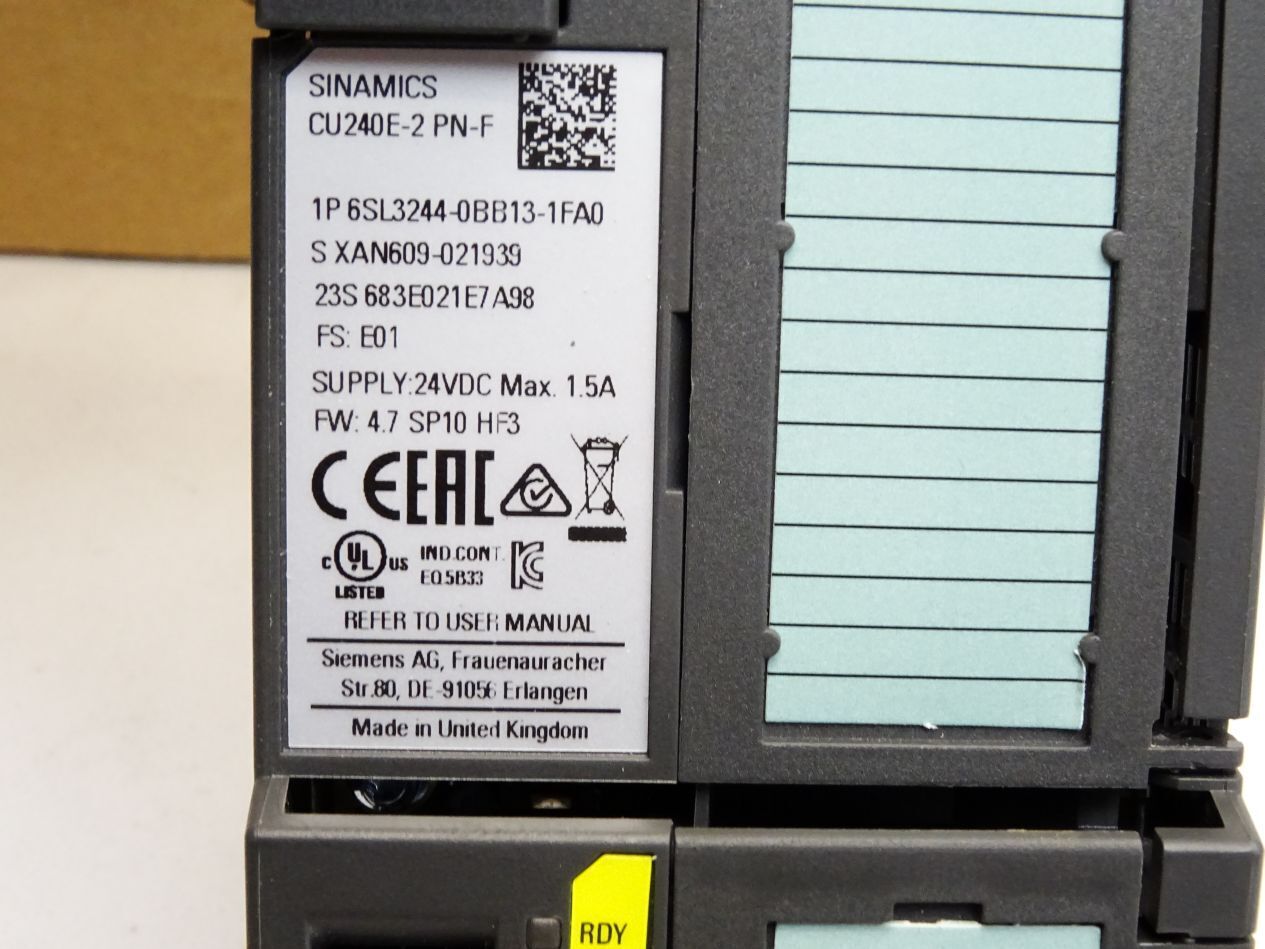 SINAMICS
CU240E-2 PN-F
1P 6SL3244-0BB13-1FA0
S XAN609-021939
23S 683E021E7A98
FS: E01
SUPPLY:24VDC Max. 1.5A
FW: 4.7 SP10 HF3
CE EAC
C UL US
LISTED
IND.CONT.
EQ.5B33
REFER TO USER MANUAL
Siemens AG, Frauenauracher
Str.80, DE-91056 Erlangen
Made in United Kingdom
RDY